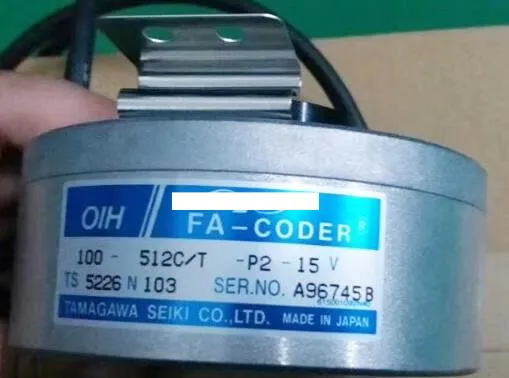 OIH FA-CODER®
100 - 512C/T -P2-15 V
TS 5226 N 103 SER.NO. A96745B
TAMAGAWA SEIKI CO.,LTD. MADE IN JAPAN